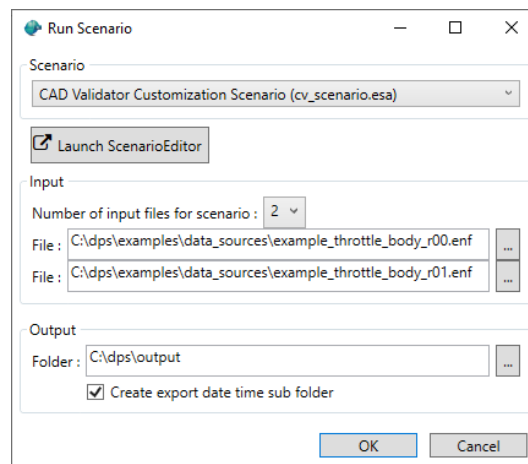 Run Scenario
Scenario
CAD Validator Customization Scenario (cv_scenario.esa)
Launch ScenarioEditor
Input
Number of input files for scenario : 2
File : C:\dps\examples\data_sources\example_throttle_body_r00.enf ...
File : C:\dps\examples\data_sources\example_throttle_body_r01.enf ...
Output
Folder : C:\dps\output ...
Create export date time sub folder
OK Cancel